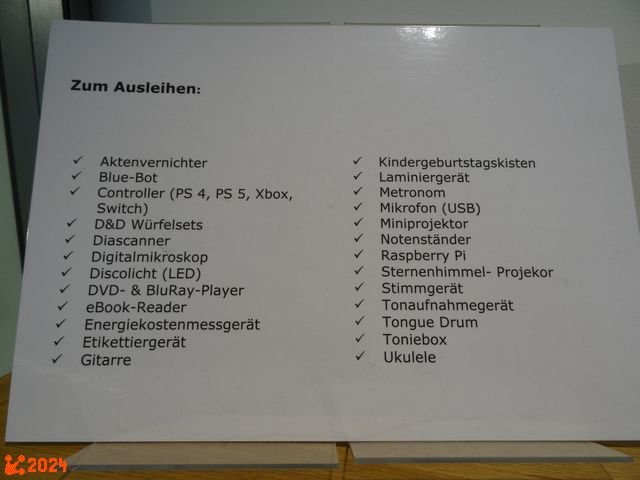 Zum Ausleihen:
✓ Aktenvernichter
✓ Blue-Bot
✓ Controller (PS 4, PS 5, Xbox,
Switch)
✓ D&D Würfelsets
✓ Diascanner
✓ Digitalmikroskop
✓ Discolicht (LED)
✓ DVD- & BluRay-Player
✓ eBook-Reader
✓ Energiekostenmessgerät
✓ Etikettiergerät
✓ Gitarre
✓ Kindergeburtstagskisten
✓ Laminiergerät
✓ Metronom
✓ Mikrofon (USB)
✓ Miniprojektor
✓ Notenständer
✓ Raspberry Pi
✓ Sternenhimmel- Projekor
✓ Stimmgerät
✓ Tonaufnahmegerät
✓ Tongue Drum
✓ Toniebox
✓ Ukulele
2024